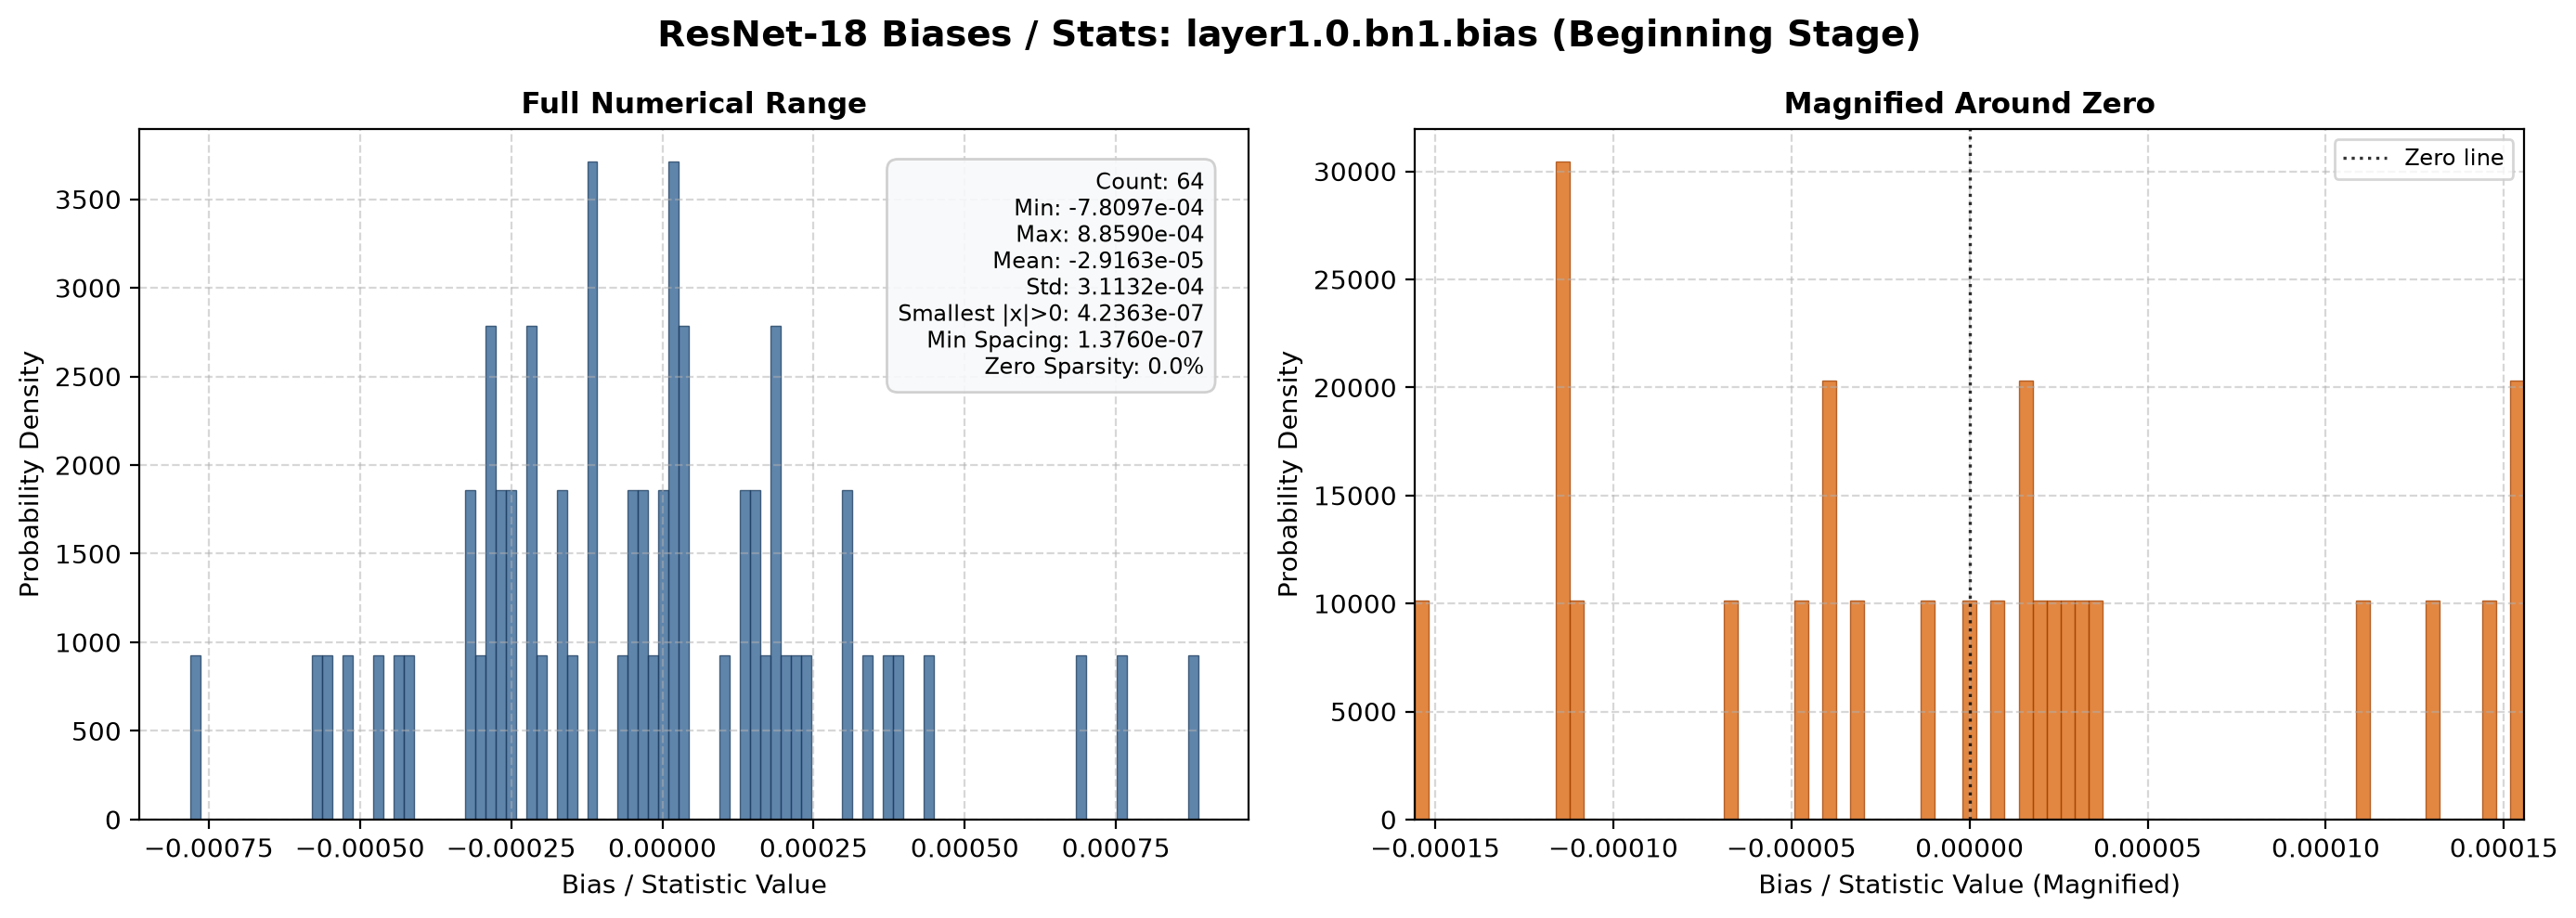 ResNet-18 Biases / Stats: layer1.0.bn1.bias (Beginning Stage)
Full Numerical Range
Probability Density
3500
3000
2500
2000
1500
1000
500
0
Count: 64
Min: -7.8097e-04
Max: 8.8590e-04
Mean: -2.9163e-05
Std: 3.1132e-04
Smallest |x|>0: 4.2363e-07
Min Spacing: 1.3760e-07
Zero Sparsity: 0.0%
−0.00075 −0.00050 −0.00025 0.00000 0.00025 0.00050 0.00075
Bias / Statistic Value
Magnified Around Zero
Probability Density
30000
25000
20000
15000
10000
5000
0
Zero line
−0.00015 −0.00010 −0.00005 0.00000 0.00005 0.00010 0.00015
Bias / Statistic Value (Magnified)